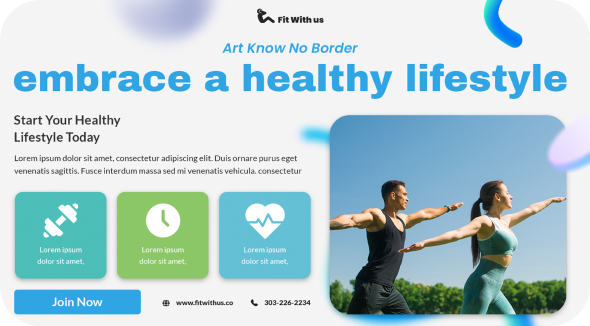 Fit With us
Art Know No Border
embrace a healthy lifestyle
Start Your Healthy
Lifestyle Today
Lorem ipsum dolor sit amet, consectetur adipiscing elit. Duis ornare purus eget
venenatis sagittis. Fusce interdum massa sed mi venenatis vehicula. consectetur
Lorem ipsum
dolor sit amet,
Lorem ipsum
dolor sit amet,
Lorem ipsum
dolor sit amet,
Join Now
www.fitwithus.co
303-226-2234